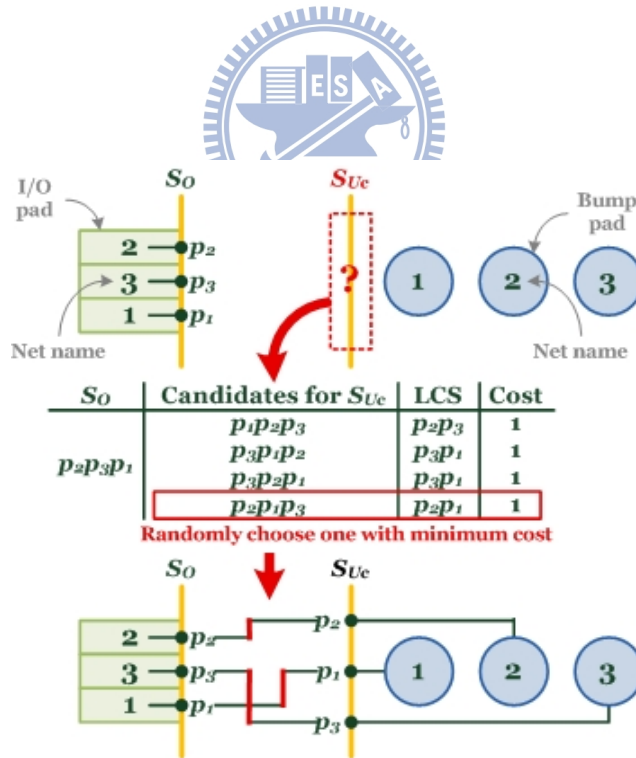 E S A
I/O pad
S_O
S_Uc
Bump pad
2 p₂
3 p₃
1 p₁
?
1 2 3
Net name
Net name
S_O Candidates for S_Uc LCS Cost
p₂p₃p₁
p₁p₂p₃ p₂p₃ 1
p₃p₁p₂ p₃p₁ 1
p₃p₂p₁ p₃p₁ 1
p₂p₁p₃ p₂p₁ 1
Randomly choose one with minimum cost
S_O S_Uc
2 p₂ p₂
3 p₃ p₁ 1 2 3
1 p₁ p₃